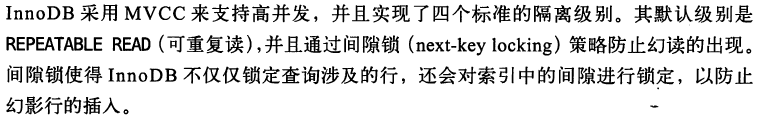 InnoDB 采用 MVCC 来支持高并发，并且实现了四个标准的隔离级别。其默认级别是
REPEATABLE READ（可重复读），并且通过间隙锁（next-key locking）策略防止幻读的出现。
间隙锁使得 InnoDB 不仅仅锁定查询涉及的行，还会对索引中的间隙进行锁定，以防止
幻影行的插入。